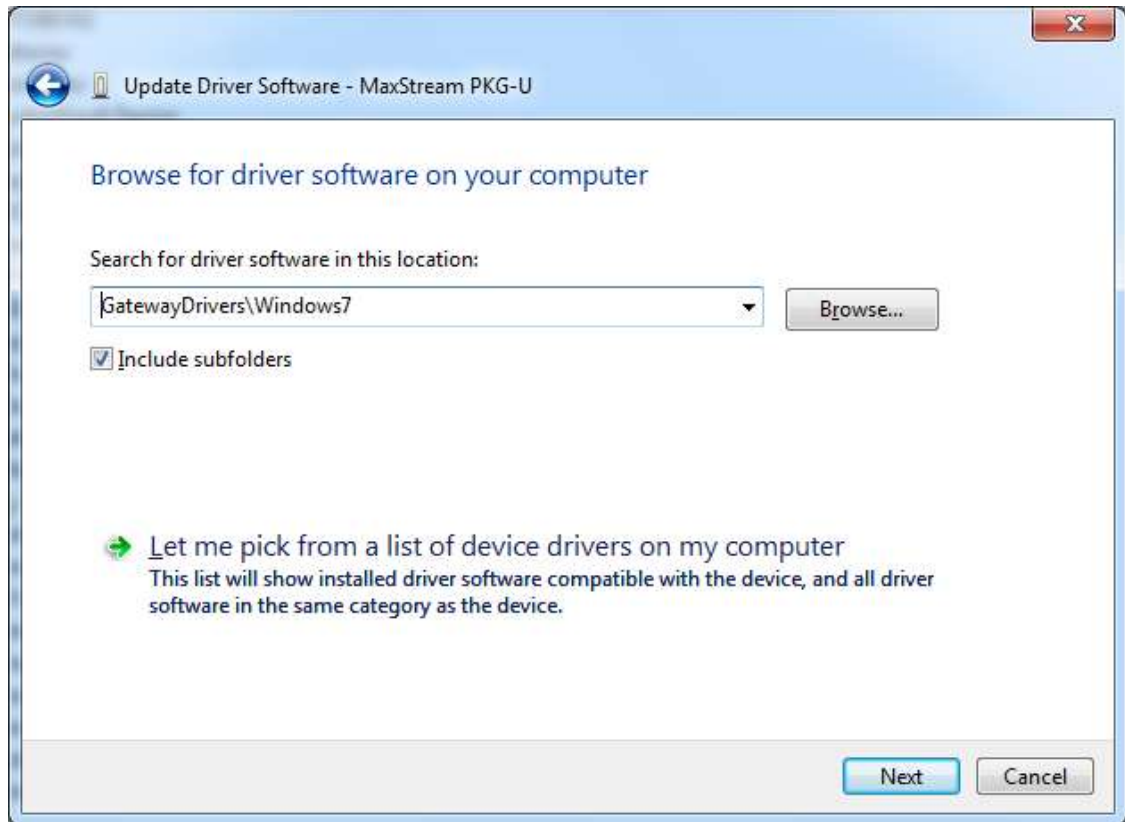 Update Driver Software - MaxStream PKG-U
Browse for driver software on your computer
Search for driver software in this location:
GatewayDrivers\Windows7
Browse...
Include subfolders
Let me pick from a list of device drivers on my computer
This list will show installed driver software compatible with the device, and all driver
software in the same category as the device.
Next
Cancel